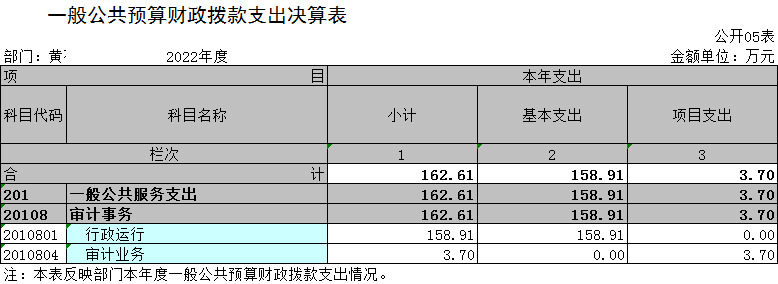 一般公共预算财政拨款支出决算表
公开05表
部门：黄 2022年度 金额单位：万元
项 目 本年支出
科目代码 科目名称 小计 基本支出 项目支出
栏次 1 2 3
合 计 162.61 158.91 3.70
201 一般公共服务支出 162.61 158.91 3.70
20108 审计事务 162.61 158.91 3.70
2010801 行政运行 158.91 158.91 0.00
2010804 审计业务 3.70 0.00 3.70
注：本表反映部门本年度一般公共预算财政拨款支出情况。